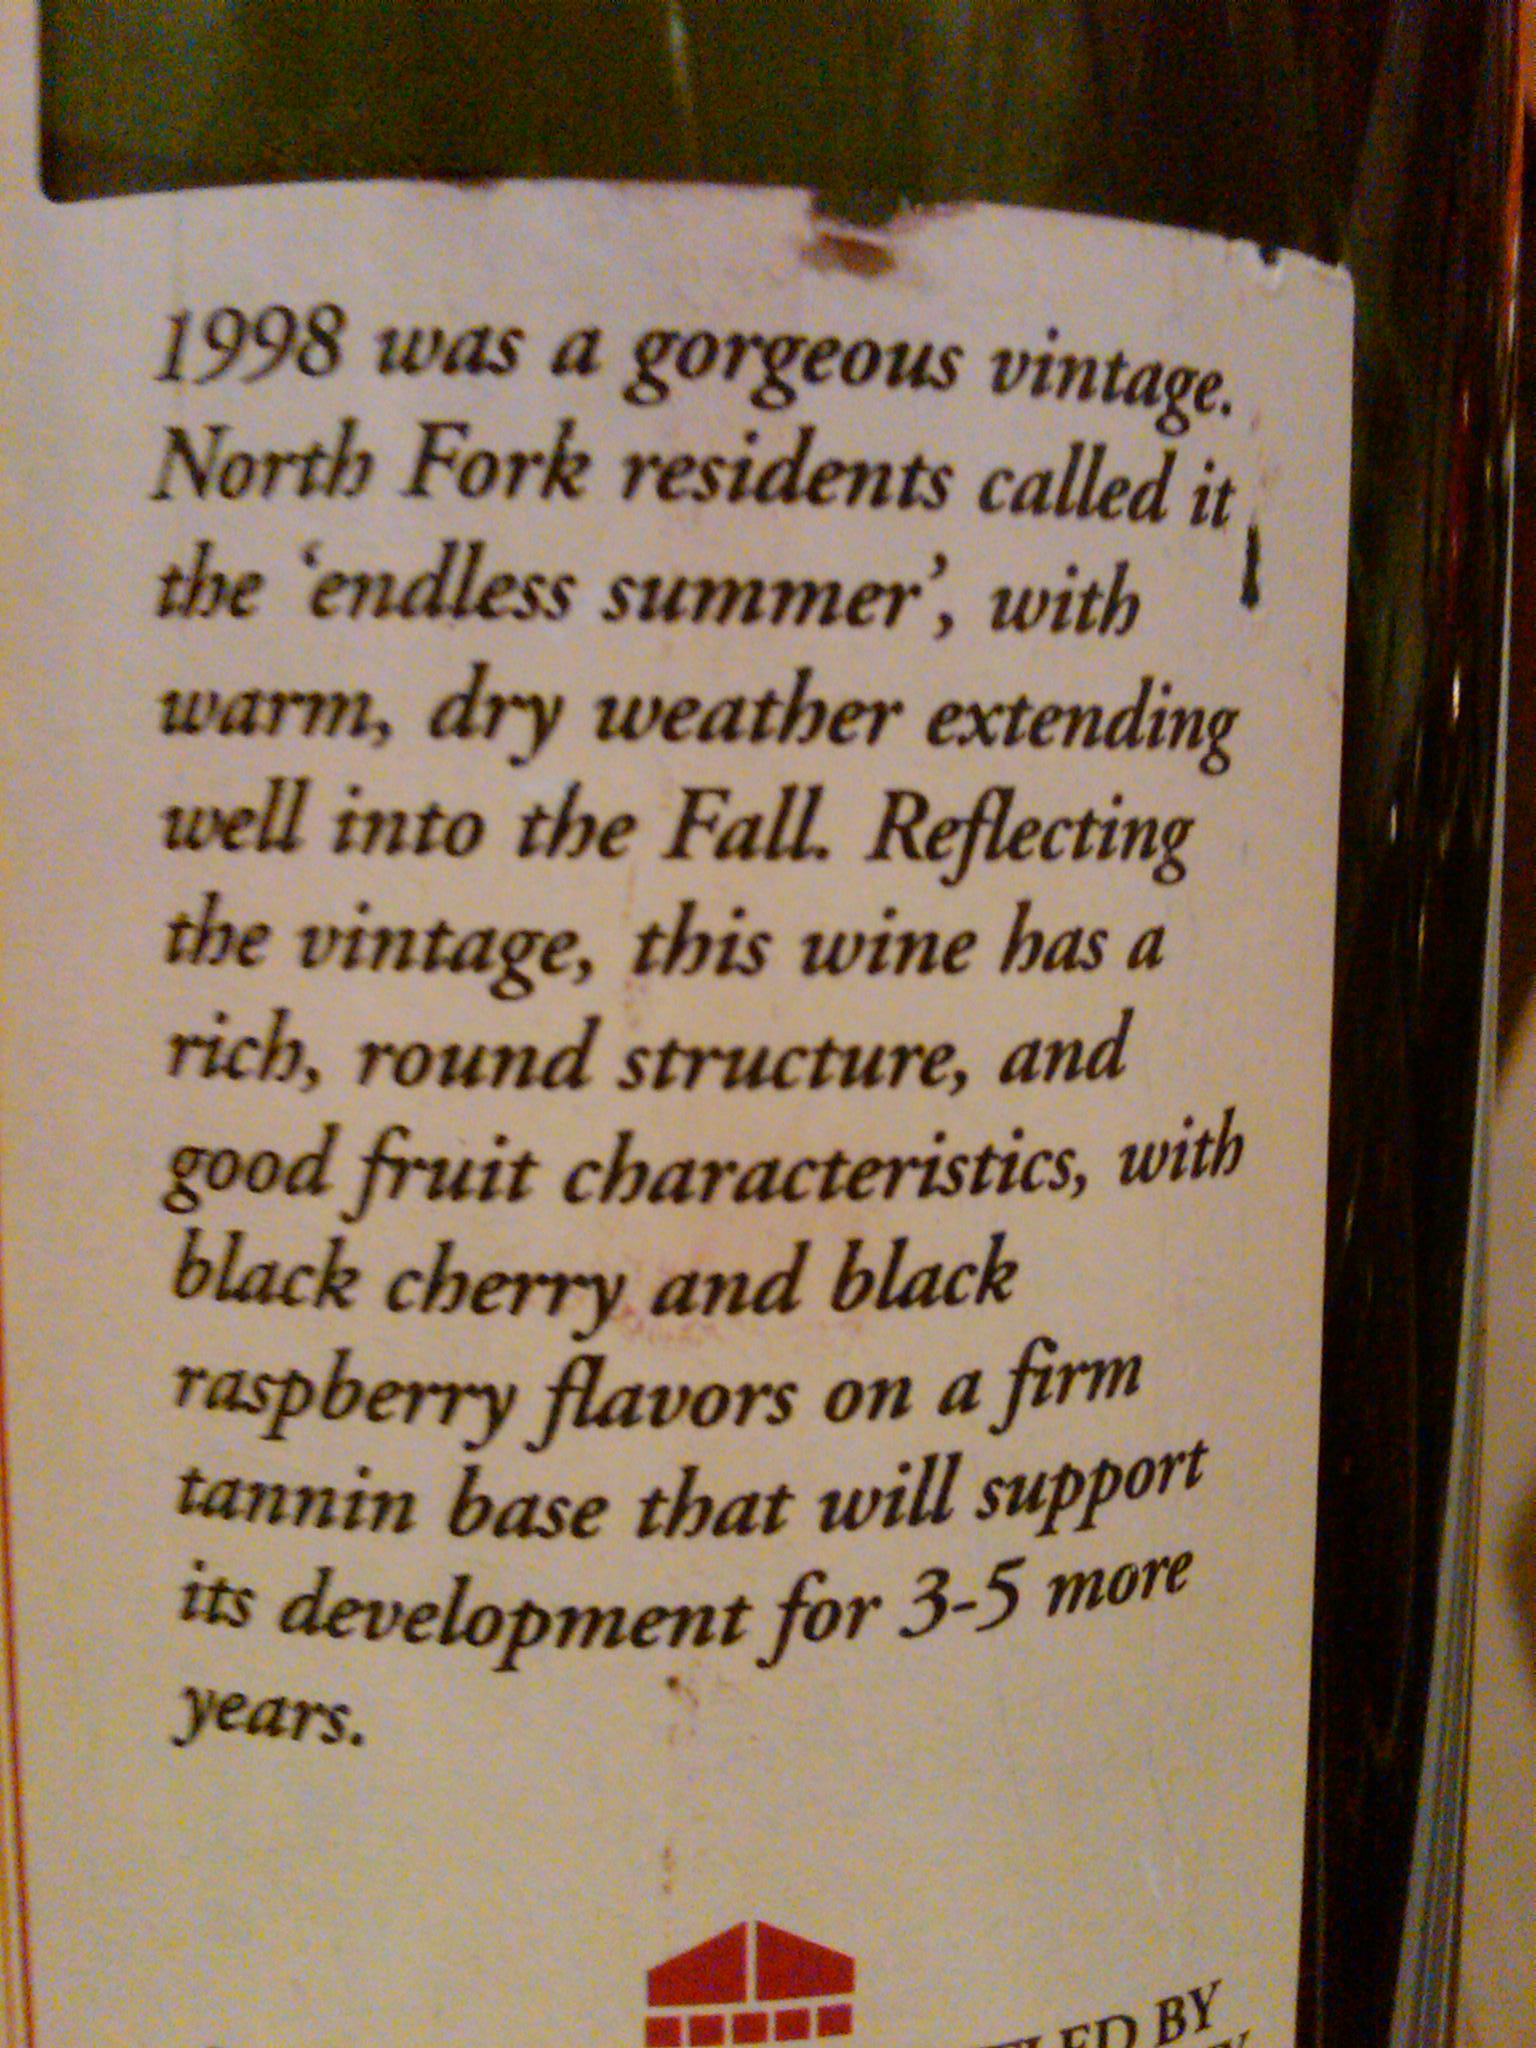 1998 was a gorgeous vintage.
North Fork residents called it
the ‘endless summer’, with
warm, dry weather extending
well into the Fall. Reflecting
the vintage, this wine has a
rich, round structure, and
good fruit characteristics, with
black cherry and black
raspberry flavors on a firm
tannin base that will support
its development for 3-5 more
years.
BY